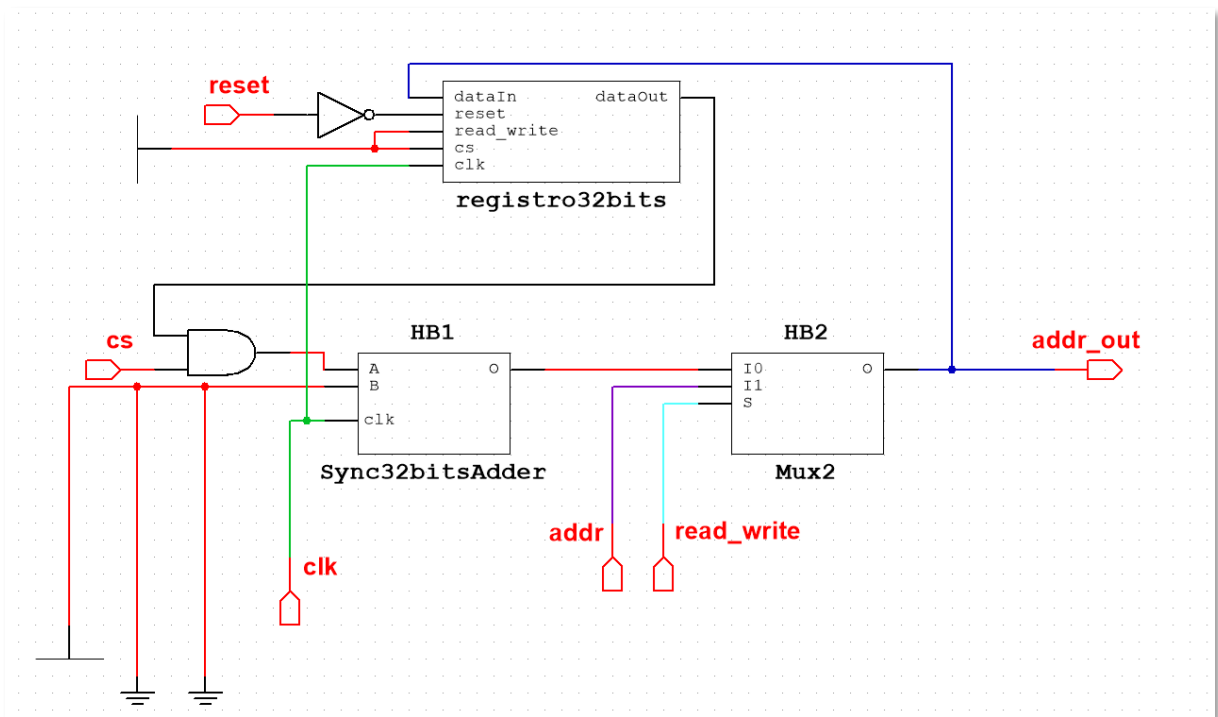 reset
dataIn dataOut
reset
read_write
cs
clk
registro32bits
cs
HB1
A O
B
clk
Sync32bitsAdder
HB2
I0 O
I1
S
Mux2
addr_out
addr
read_write
clk